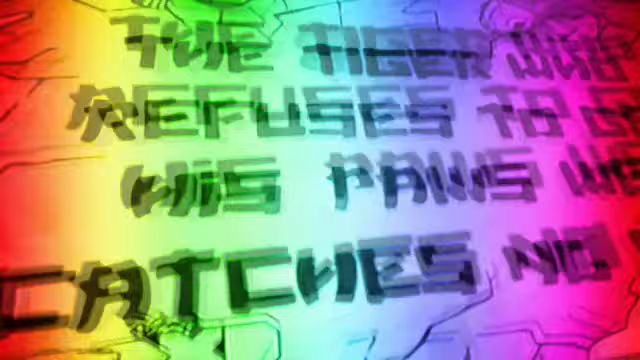 THE TIGER WHO
REFUSES TO
HIS PAWS
CATCHES NO